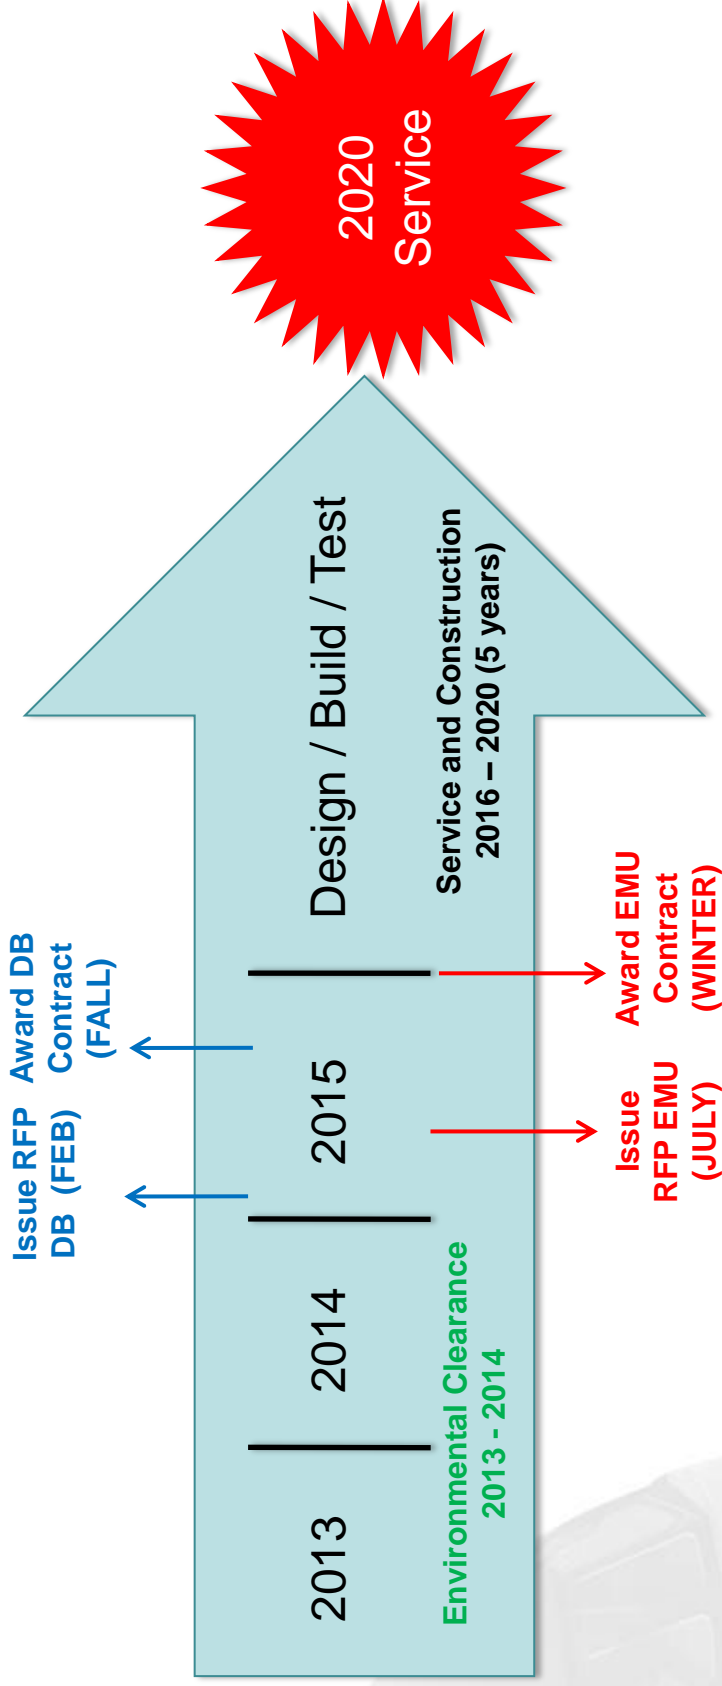 Issue RFP
DB (FEB)
Award DB
Contract
(FALL)
2013
2014
2015
Design / Build / Test
Environmental Clearance
2013 - 2014
Service and Construction
2016 – 2020 (5 years)
Issue
RFP EMU
(JULY)
Award EMU
Contract
(WINTER)
2020
Service